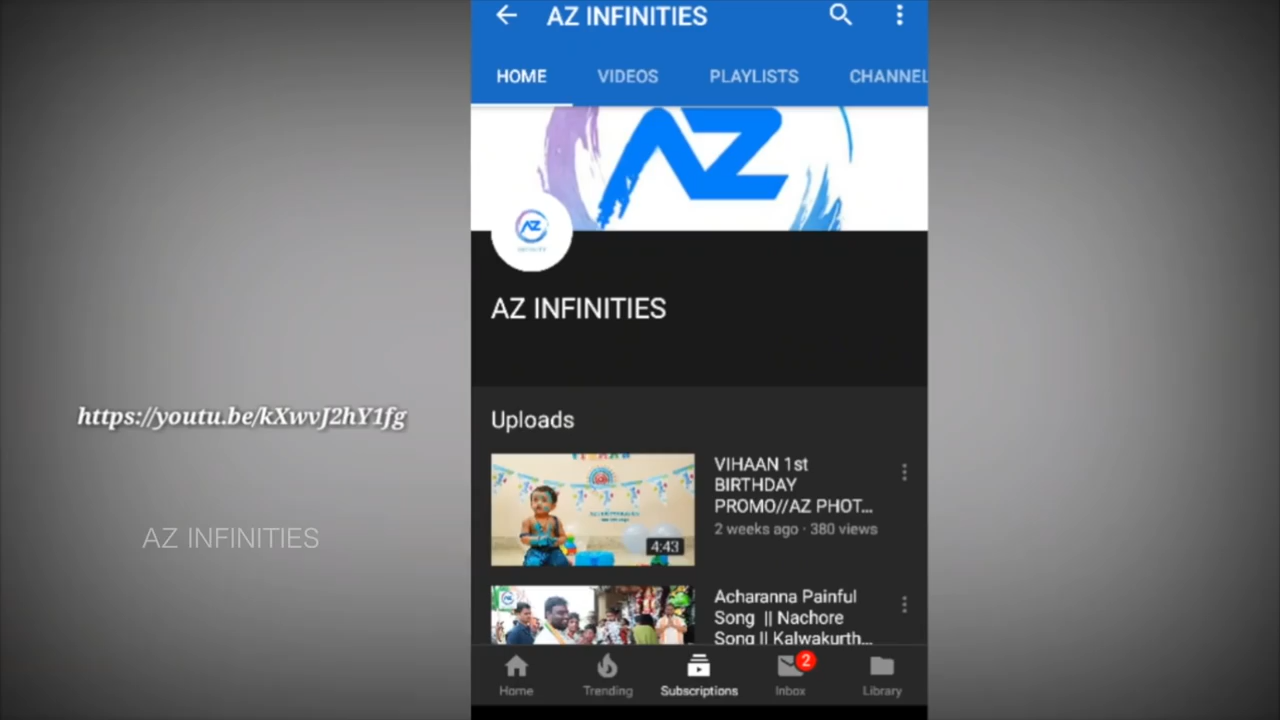 AZ INFINITIES
HOME VIDEOS PLAYLISTS CHANNEL
AZ
AZ
AZ INFINITIES
https://youtu.be/kXwvJ2hY1fg
Uploads
VIHAAN 1st
BIRTHDAY
PROMO//AZ PHOT...
2 weeks ago · 380 views
4:43
AZ INFINITIES
Acharanna Painful
Song || Nachore
Song || Kalwakurth...
2
Home Trending Subscriptions Inbox Library